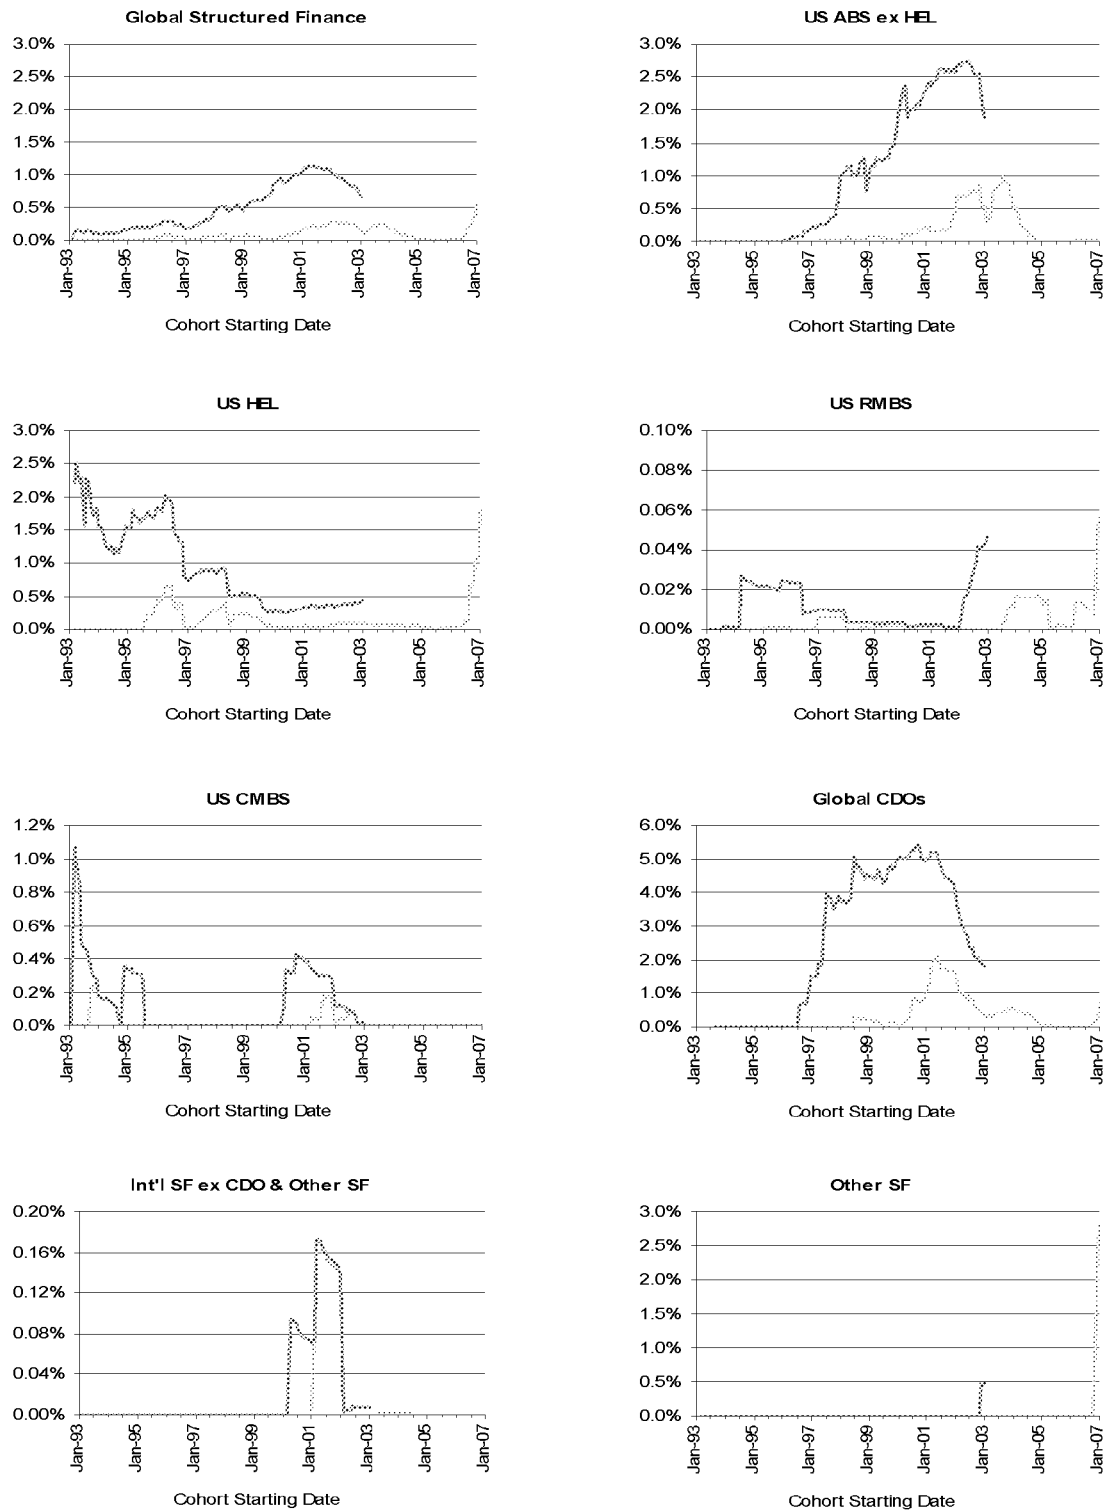 Global Structured Finance
3.0%
2.5%
2.0%
1.5%
1.0%
0.5%
0.0%
Jan-93
Jan-95
Jan-97
Jan-99
Jan-01
Jan-03
Jan-05
Jan-07
Cohort Starting Date
US ABS ex HEL
3.0%
2.5%
2.0%
1.5%
1.0%
0.5%
0.0%
Jan-93
Jan-95
Jan-97
Jan-99
Jan-01
Jan-03
Jan-05
Jan-07
Cohort Starting Date
US HEL
3.0%
2.5%
2.0%
1.5%
1.0%
0.5%
0.0%
Jan-93
Jan-95
Jan-97
Jan-99
Jan-01
Jan-03
Jan-05
Jan-07
Cohort Starting Date
US RMBS
0.10%
0.08%
0.06%
0.04%
0.02%
0.00%
Jan-93
Jan-95
Jan-97
Jan-99
Jan-01
Jan-03
Jan-05
Jan-07
Cohort Starting Date
US CMBS
1.2%
1.0%
0.8%
0.6%
0.4%
0.2%
0.0%
Jan-93
Jan-95
Jan-97
Jan-99
Jan-01
Jan-03
Jan-05
Jan-07
Cohort Starting Date
Global CDOs
6.0%
5.0%
4.0%
3.0%
2.0%
1.0%
0.0%
Jan-93
Jan-95
Jan-97
Jan-99
Jan-01
Jan-03
Jan-05
Jan-07
Cohort Starting Date
Int'l SF ex CDO & Other SF
0.20%
0.16%
0.12%
0.08%
0.04%
0.00%
Jan-93
Jan-95
Jan-97
Jan-99
Jan-01
Jan-03
Jan-05
Jan-07
Cohort Starting Date
Other SF
3.0%
2.5%
2.0%
1.5%
1.0%
0.5%
0.0%
Jan-93
Jan-95
Jan-97
Jan-99
Jan-01
Jan-03
Jan-05
Jan-07
Cohort Starting Date